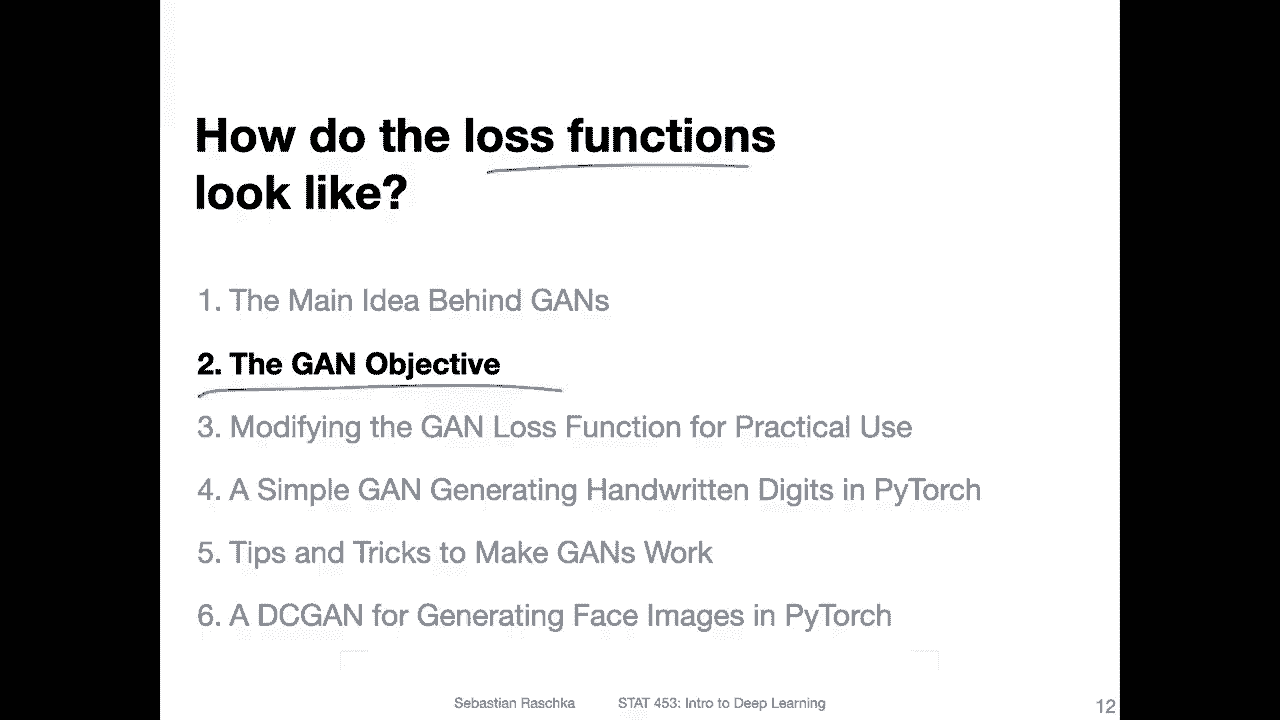 How do the loss functions
look like?
1. The Main Idea Behind GANs
2. The GAN Objective
3. Modifying the GAN Loss Function for Practical Use
4. A Simple GAN Generating Handwritten Digits in PyTorch
5. Tips and Tricks to Make GANs Work
6. A DCGAN for Generating Face Images in PyTorch
Sebastian Raschka STAT 453: Intro to Deep Learning 12